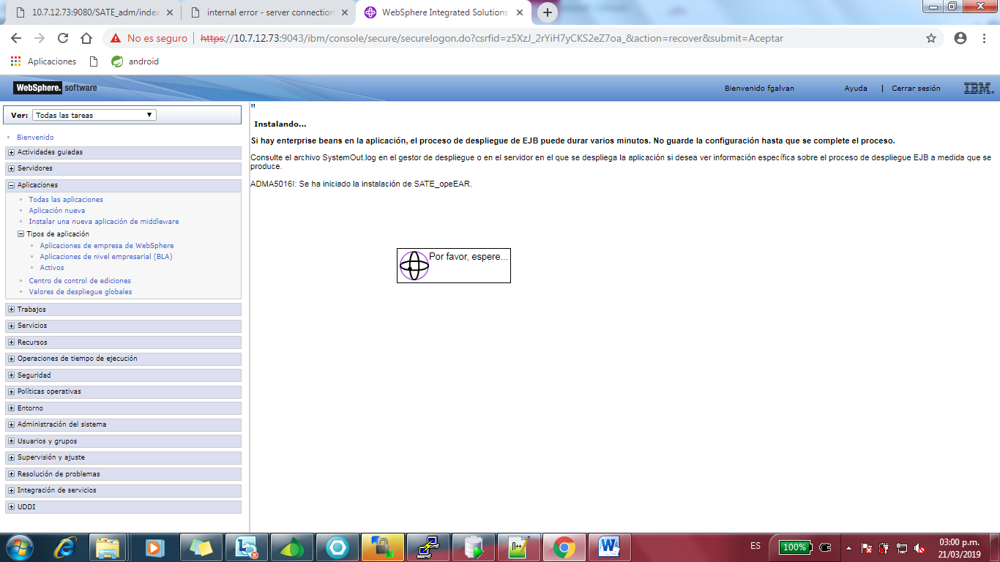 10.7.12.73:9080/SATE_adm/index
internal error - server connection
WebSphere Integrated Solutions
No es seguro
https://10.7.12.73:9043/ibm/console/secure/securelogon.do?csrfid=z5XzJ_2rYiH7yCKS2eZ7oa_&action=recover&submit=Aceptar
Aplicaciones
android
WebSphere. software
Bienvenido fgalvan
Ayuda | Cerrar sesión
IBM.
Ver: Todas las tareas
Bienvenido
Actividades guiadas
Servidores
Aplicaciones
Todas las aplicaciones
Aplicación nueva
Instalar una nueva aplicación de middleware
Tipos de aplicación
Aplicaciones de empresa de WebSphere
Aplicaciones de nivel empresarial (BLA)
Activos
Centro de control de ediciones
Valores de despliegue globales
Trabajos
Servicios
Recursos
Operaciones de tiempo de ejecución
Seguridad
Políticas operativas
Entorno
Administración del sistema
Usuarios y grupos
Supervisión y ajuste
Resolución de problemas
Integración de servicios
UDDI
"
Instalando...
Si hay enterprise beans en la aplicación, el proceso de despliegue de EJB puede durar varios minutos. No guarde la configuración hasta que se complete el proceso.
Consulte el archivo SystemOut.log en el gestor de despliegue o en el servidor en el que se despliega la aplicación si desea ver información específica sobre el proceso de despliegue EJB a medida que se
produce.
ADMA5016I: Se ha iniciado la instalación de SATE_opeEAR.
Por favor, espere...
ES
100%
03:00 p.m.
21/03/2019